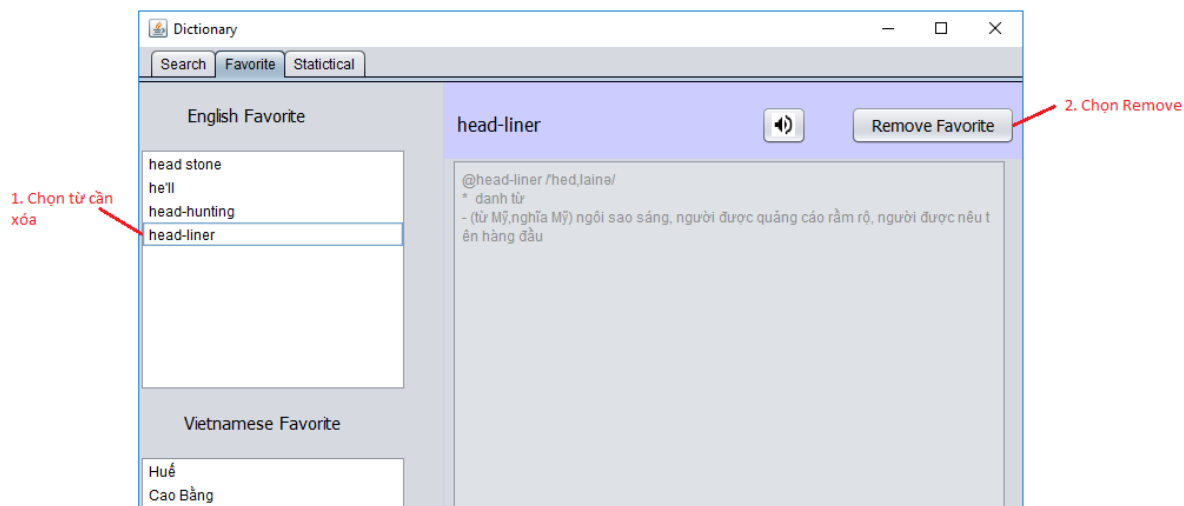 Dictionary
Search Favorite Statictical
English Favorite
head-liner
Remove Favorite
2. Chọn Remove
head stone
he'll
head-hunting
head-liner
1. Chọn từ cần
xóa
@head-liner /'hed,lainə/
* danh từ
- (từ Mỹ,nghĩa Mỹ) ngôi sao sáng, người được quảng cáo rầm rộ, người được nêu t
ên hàng đầu
Vietnamese Favorite
Huế
Cao Bằng